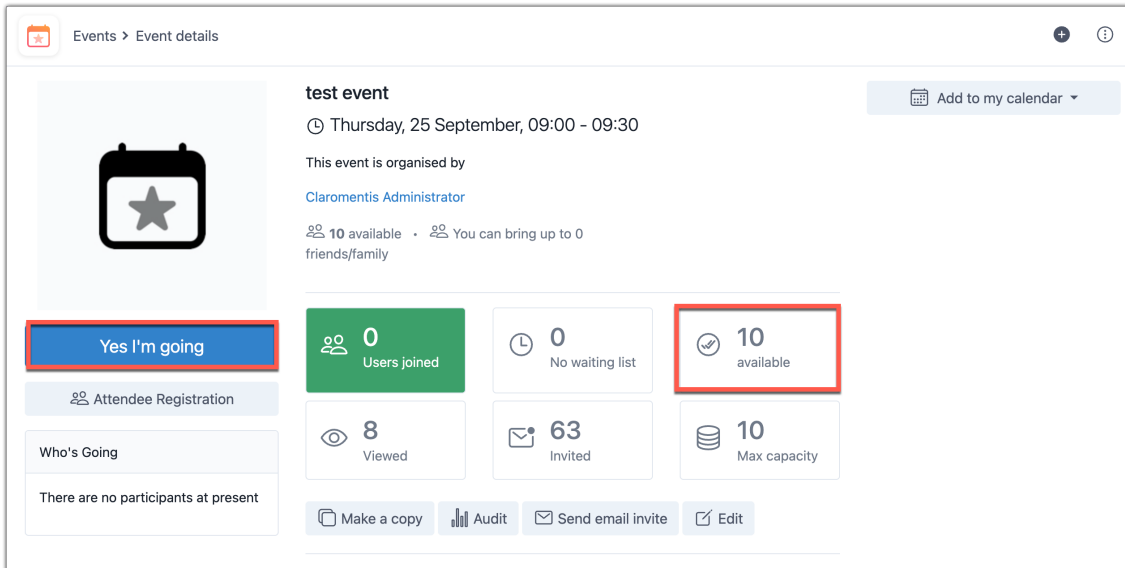 Events > Event details
test event
Thursday, 25 September, 09:00 - 09:30
Add to my calendar
This event is organised by
Claromentis Administrator
10 available • You can bring up to 0
friends/family
Yes I'm going
Attendee Registration
Who's Going
There are no participants at present
0
Users joined
0
No waiting list
10
available
8
Viewed
63
Invited
10
Max capacity
Make a copy
Audit
Send email invite
Edit